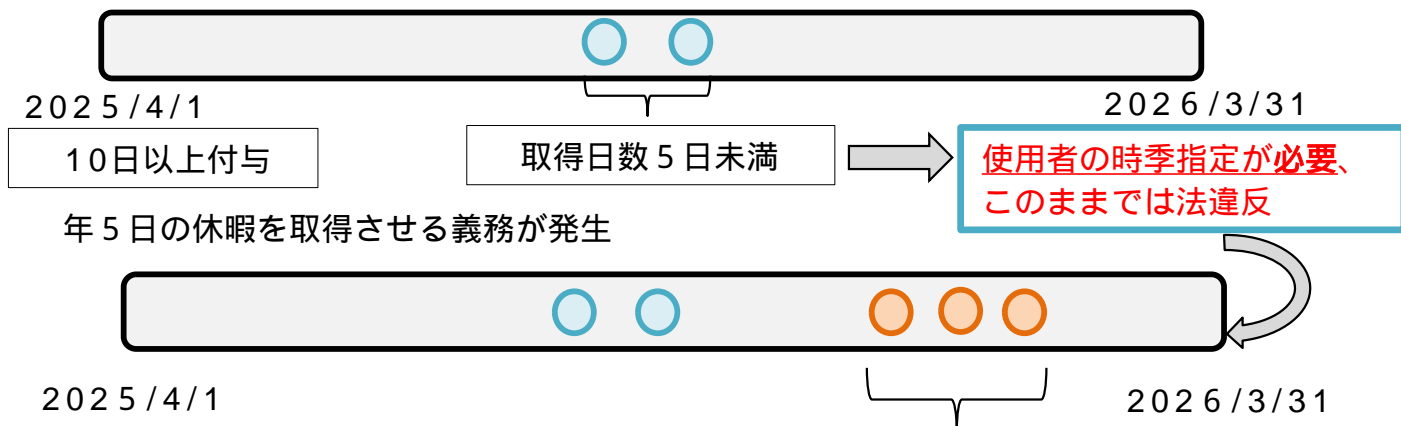 2025/4/1
2026/3/31
10日以上付与
取得日数5日未満
使用者の時季指定が必要、
このままでは法違反
年5日の休暇を取得させる義務が発生
2025/4/1
2026/3/31